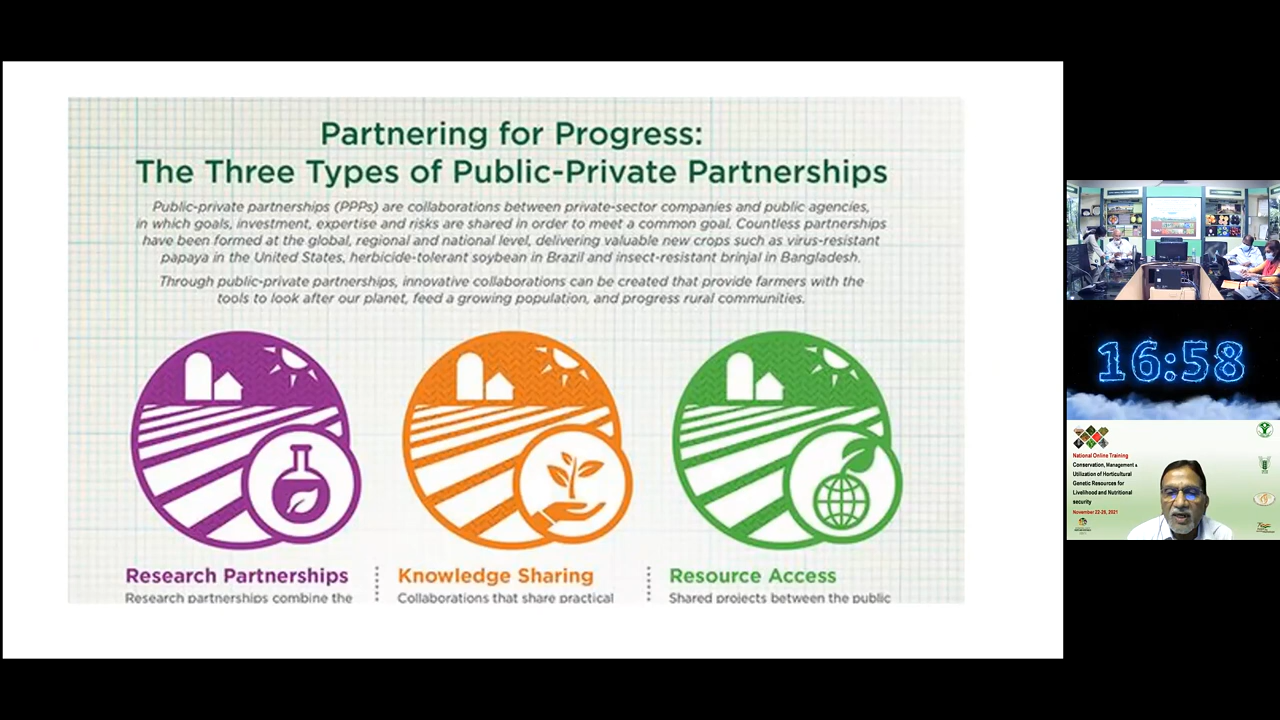 Partnering for Progress:
The Three Types of Public-Private Partnerships
Public-private partnerships (PPPs) are collaborations between private-sector companies and public agencies,
in which goals, investment, expertise and risks are shared in order to meet a common goal. Countless partnerships
have been formed at the global, regional and national level, delivering valuable new crops such as virus-resistant
papaya in the United States, herbicide-tolerant soybean in Brazil and insect-resistant brinjal in Bangladesh.
Through public-private partnerships, innovative collaborations can be created that provide farmers with the
tools to look after our planet, feed a growing population, and progress rural communities.
Research Partnerships
Research partnerships combine the
Knowledge Sharing
Collaborations that share practical
Resource Access
Shared projects between the public
16:58
National Online Training
Conservation, Management &
Utilization of Horticultural
Genetic Resources for
Livelihood and Nutritional
security
November 22-26, 2021